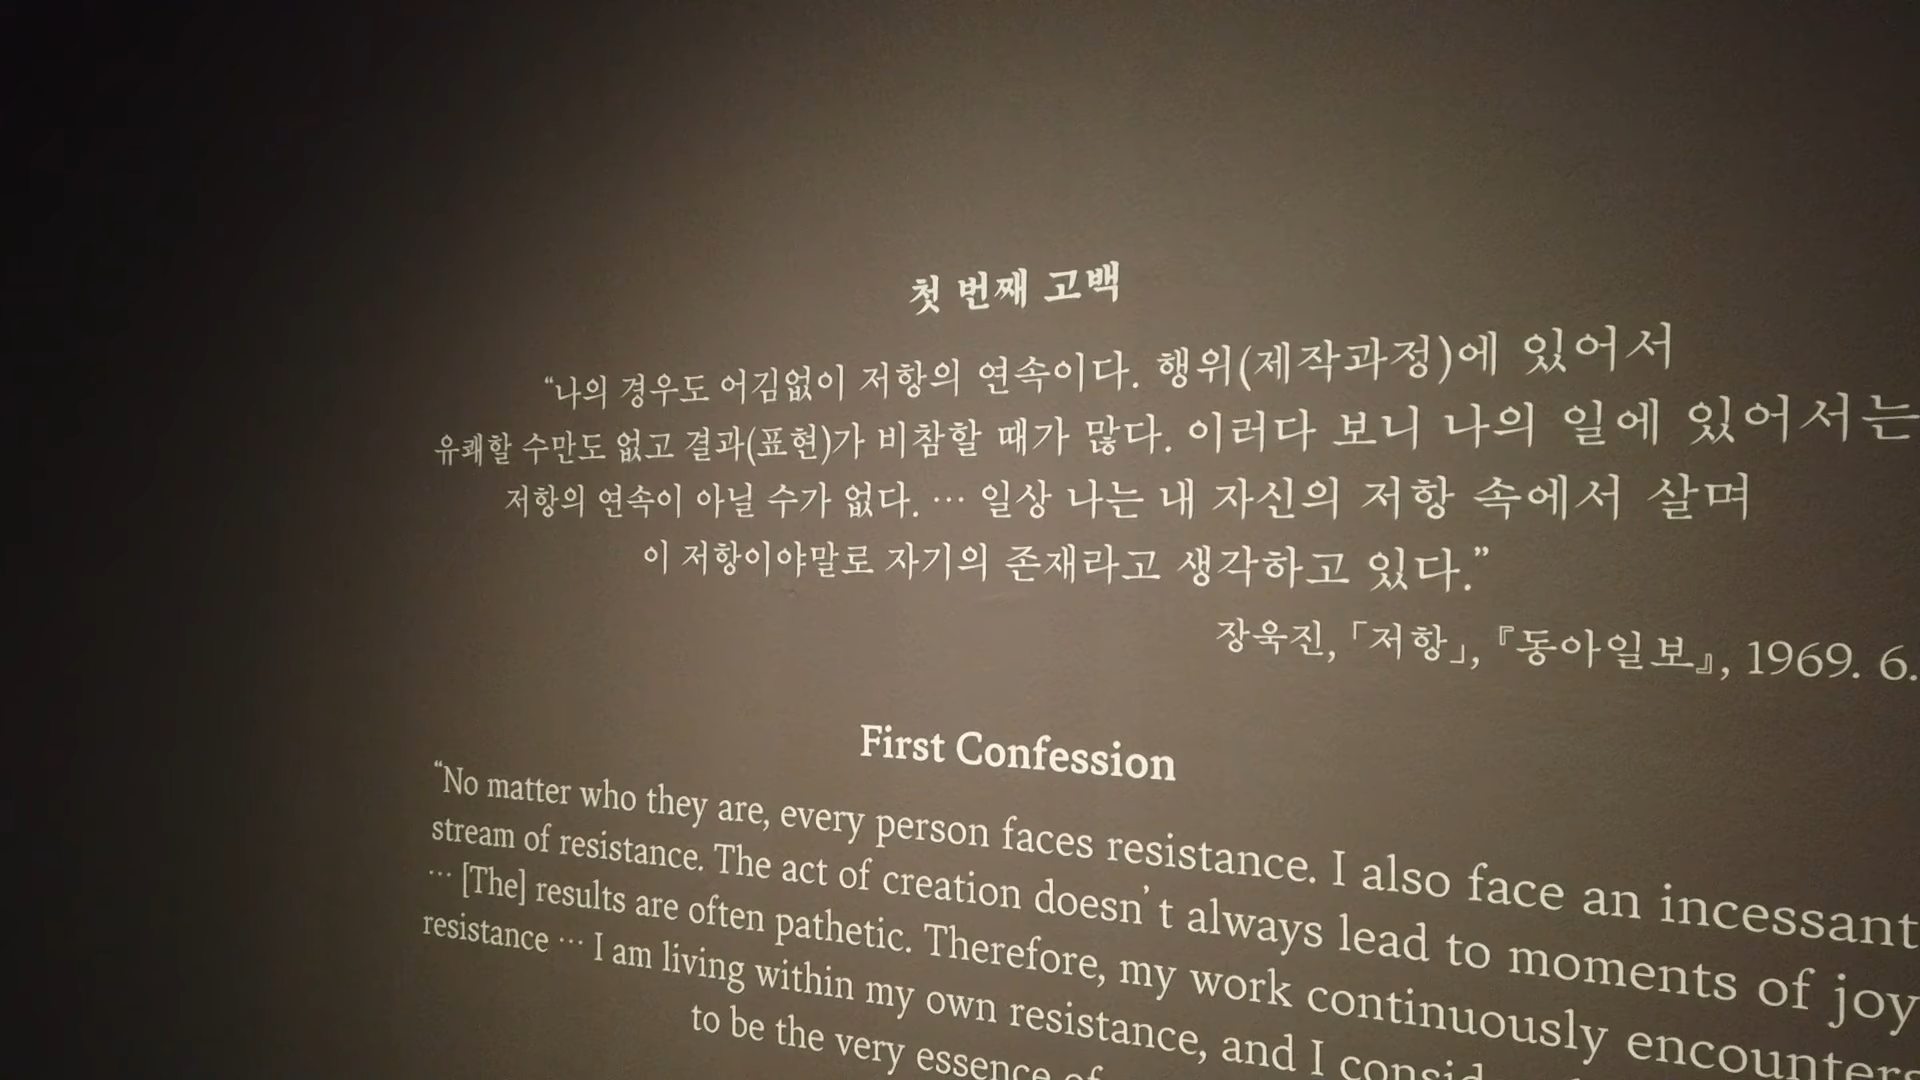 첫 번째 고백
“나의 경우도 어김없이 저항의 연속이다. 행위(제작과정)에 있어서
유쾌할 수만도 없고 결과(표현)가 비참할 때가 많다. 이러다 보니 나의 일에 있어서는
저항의 연속이 아닐 수가 없다. … 일상 나는 내 자신의 저항 속에서 살며
이 저항이야말로 자기의 존재라고 생각하고 있다.”
장욱진, 「저항」, 『동아일보』, 1969. 6.
First Confession
“No matter who they are, every person faces resistance. I also face an incessant
stream of resistance. The act of creation doesn’t always lead to moments of joy
… [The] results are often pathetic. Therefore, my work continuously encounters
resistance … I am living within my own resistance, and I
to be the very essence of